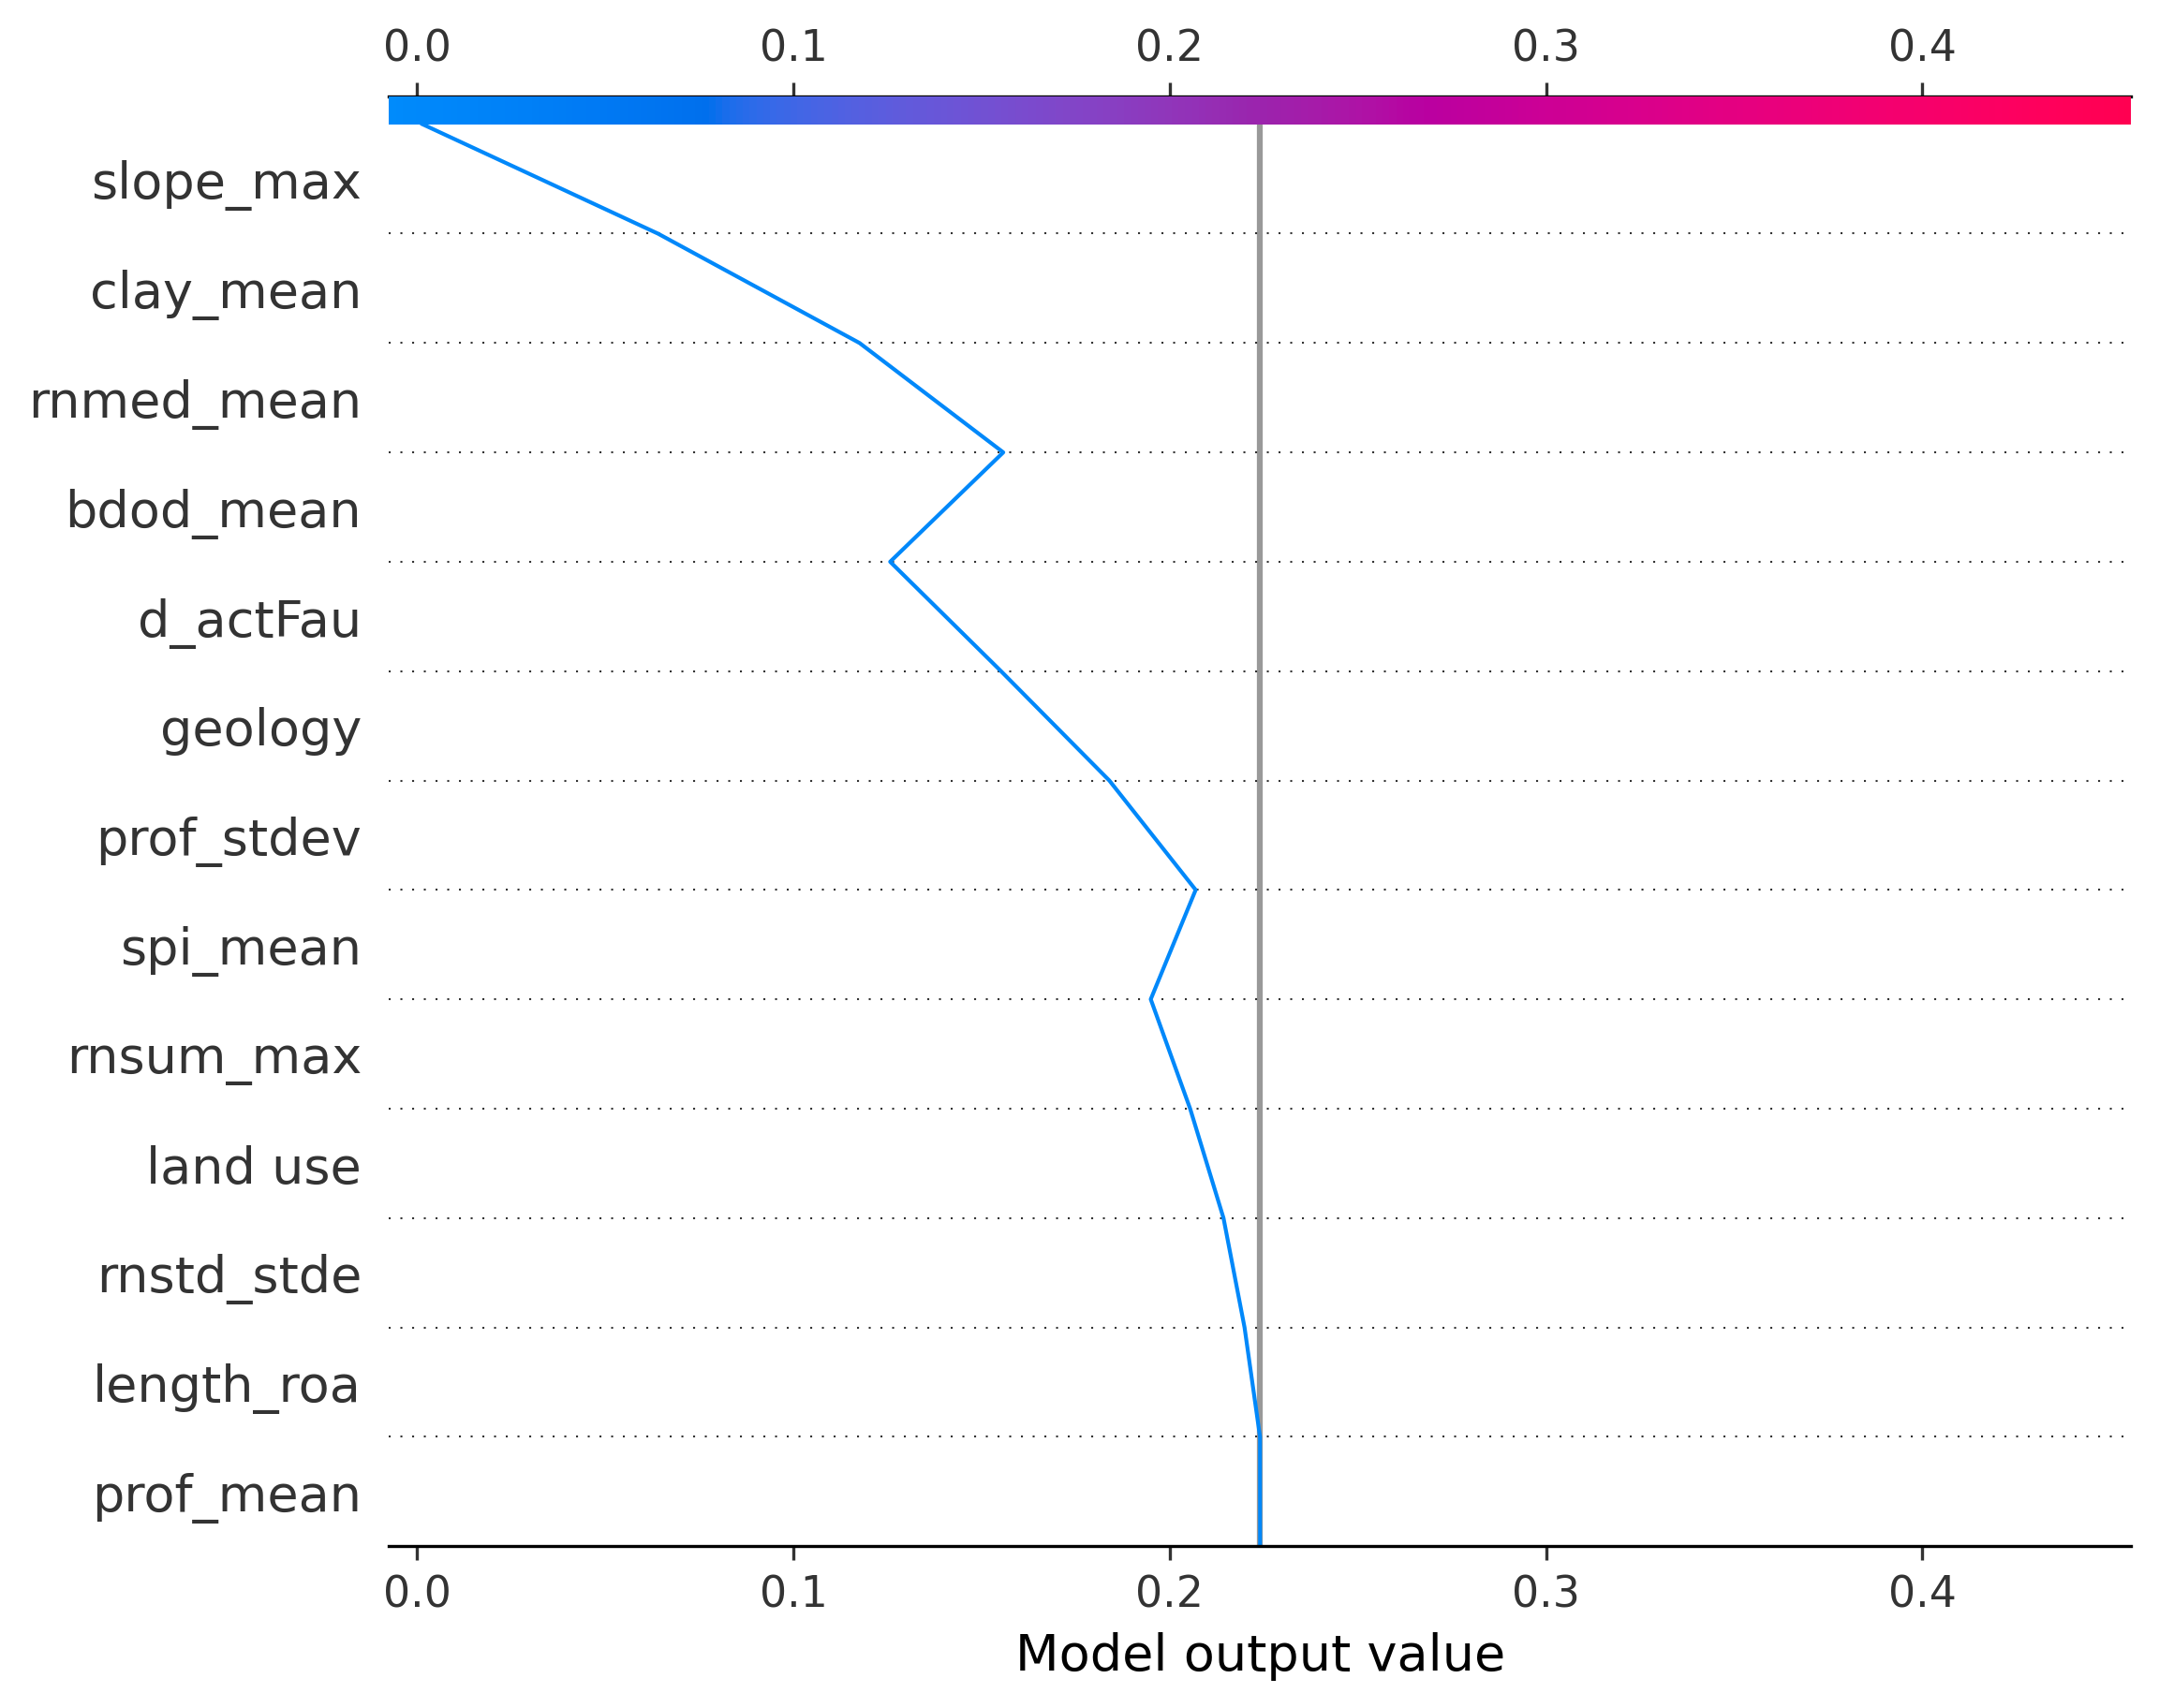 0.0 0.1 0.2 0.3 0.4
slope_max
clay_mean
rnmed_mean
bdod_mean
d_actFau
geology
prof_stdev
spi_mean
rnsum_max
land use
rnstd_stde
length_roa
prof_mean
0.0 0.1 0.2 0.3 0.4
Model output value